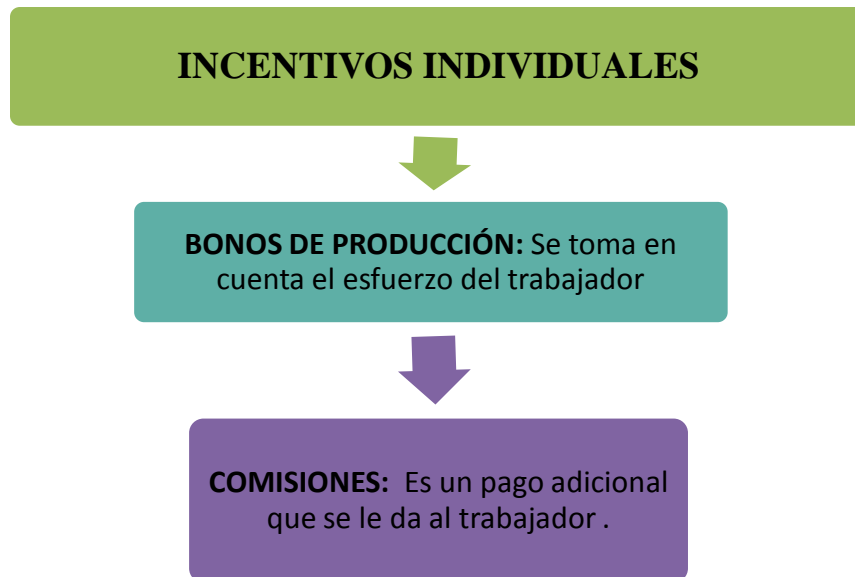 INCENTIVOS INDIVIDUALES
BONOS DE PRODUCCIÓN: Se toma en
cuenta el esfuerzo del trabajador
COMISIONES: Es un pago adicional
que se le da al trabajador .